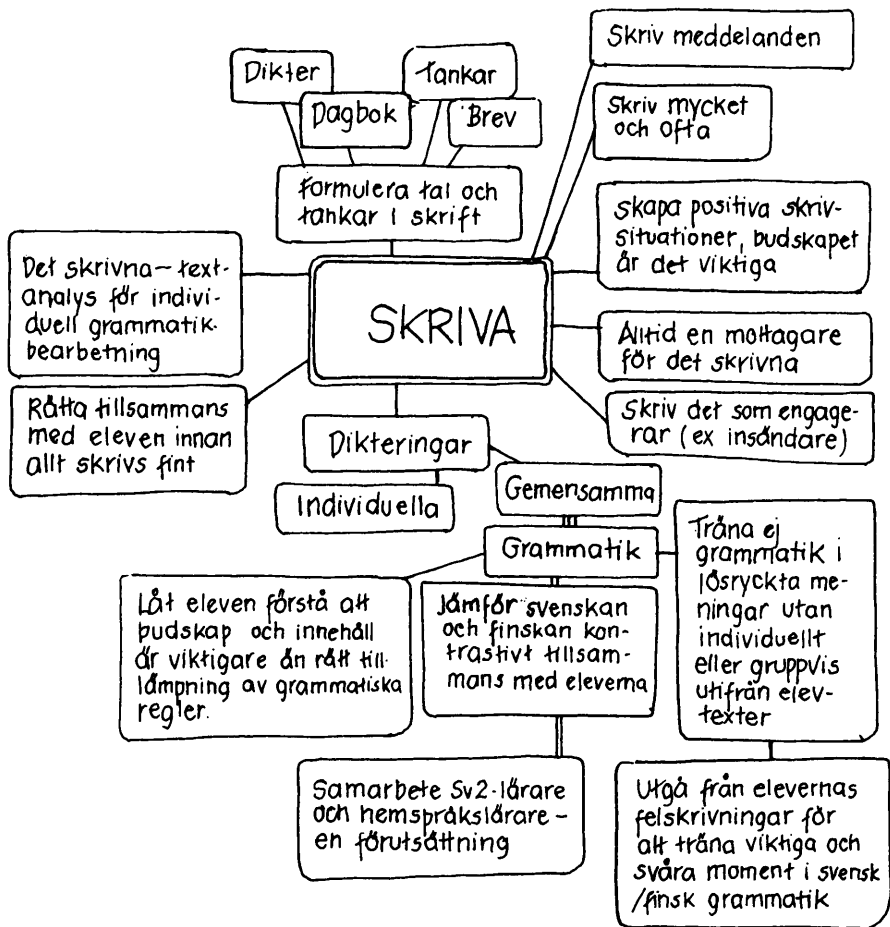 Skriv meddelanden
Dikter
Tankar
Dagbok
Brev
Skriv mycket
och ofta
Formulera tal och
tankar i skrift
Skapa positiva skriv-
situationer, budskapet
är det viktiga
Det skrivna - text-
analys för indivi-
duell grammatik-
bearbetning
SKRIVA
Alltid en mottagare
för det skrivna
Rätta tillsammans
med eleven innan
allt skrivs fint
Skriv det som engage-
rar (ex insändare)
Dikteringar
Individuella
Gemensamma
Grammatik
Träna ej
grammatik i
lösryckta me-
ningar utan
individuellt
eller gruppvis
utifrån elev-
texter
Låt eleven förstå att
budskap och innehåll
är viktigare än rätt till-
lämpning av grammatiska
regler.
Jämför svenskan
och finskan kon-
trastivt tillsam-
mans med eleverna
Samarbete Sv2-lärare
och hemspråkslärare -
en förutsättning
Utgå från elevernas
felskrivningar för
att träna viktiga och
svåra moment i svensk
/finsk grammatik